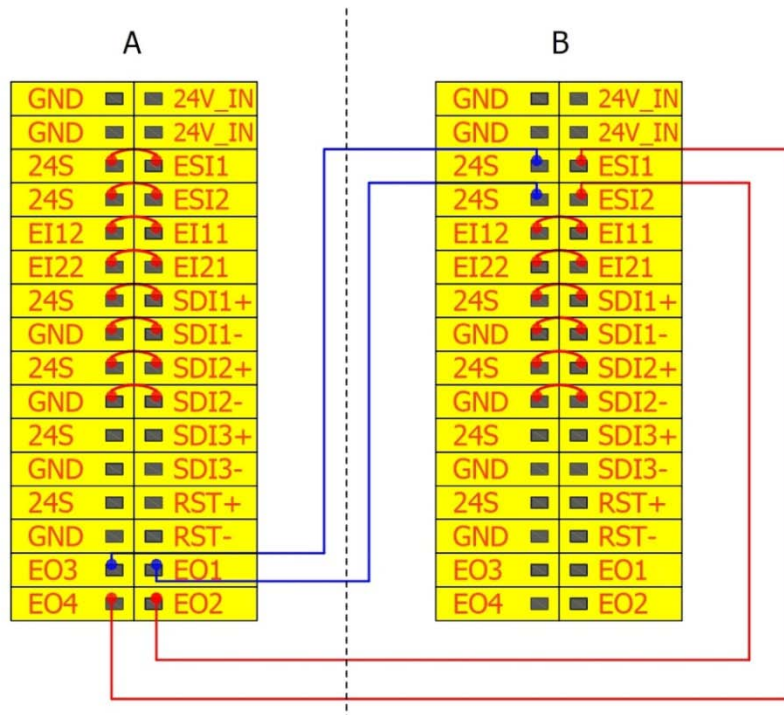 A
B
GND 24V_IN
GND 24V_IN
24S ESI1
24S ESI2
EI12 EI11
EI22 EI21
24S SDI1+
GND SDI1-
24S SDI2+
GND SDI2-
24S SDI3+
GND SDI3-
24S RST+
GND RST-
EO3 EO1
EO4 EO2
GND 24V_IN
GND 24V_IN
24S ESI1
24S ESI2
EI12 EI11
EI22 EI21
24S SDI1+
GND SDI1-
24S SDI2+
GND SDI2-
24S SDI3+
GND SDI3-
24S RST+
GND RST-
EO3 EO1
EO4 EO2